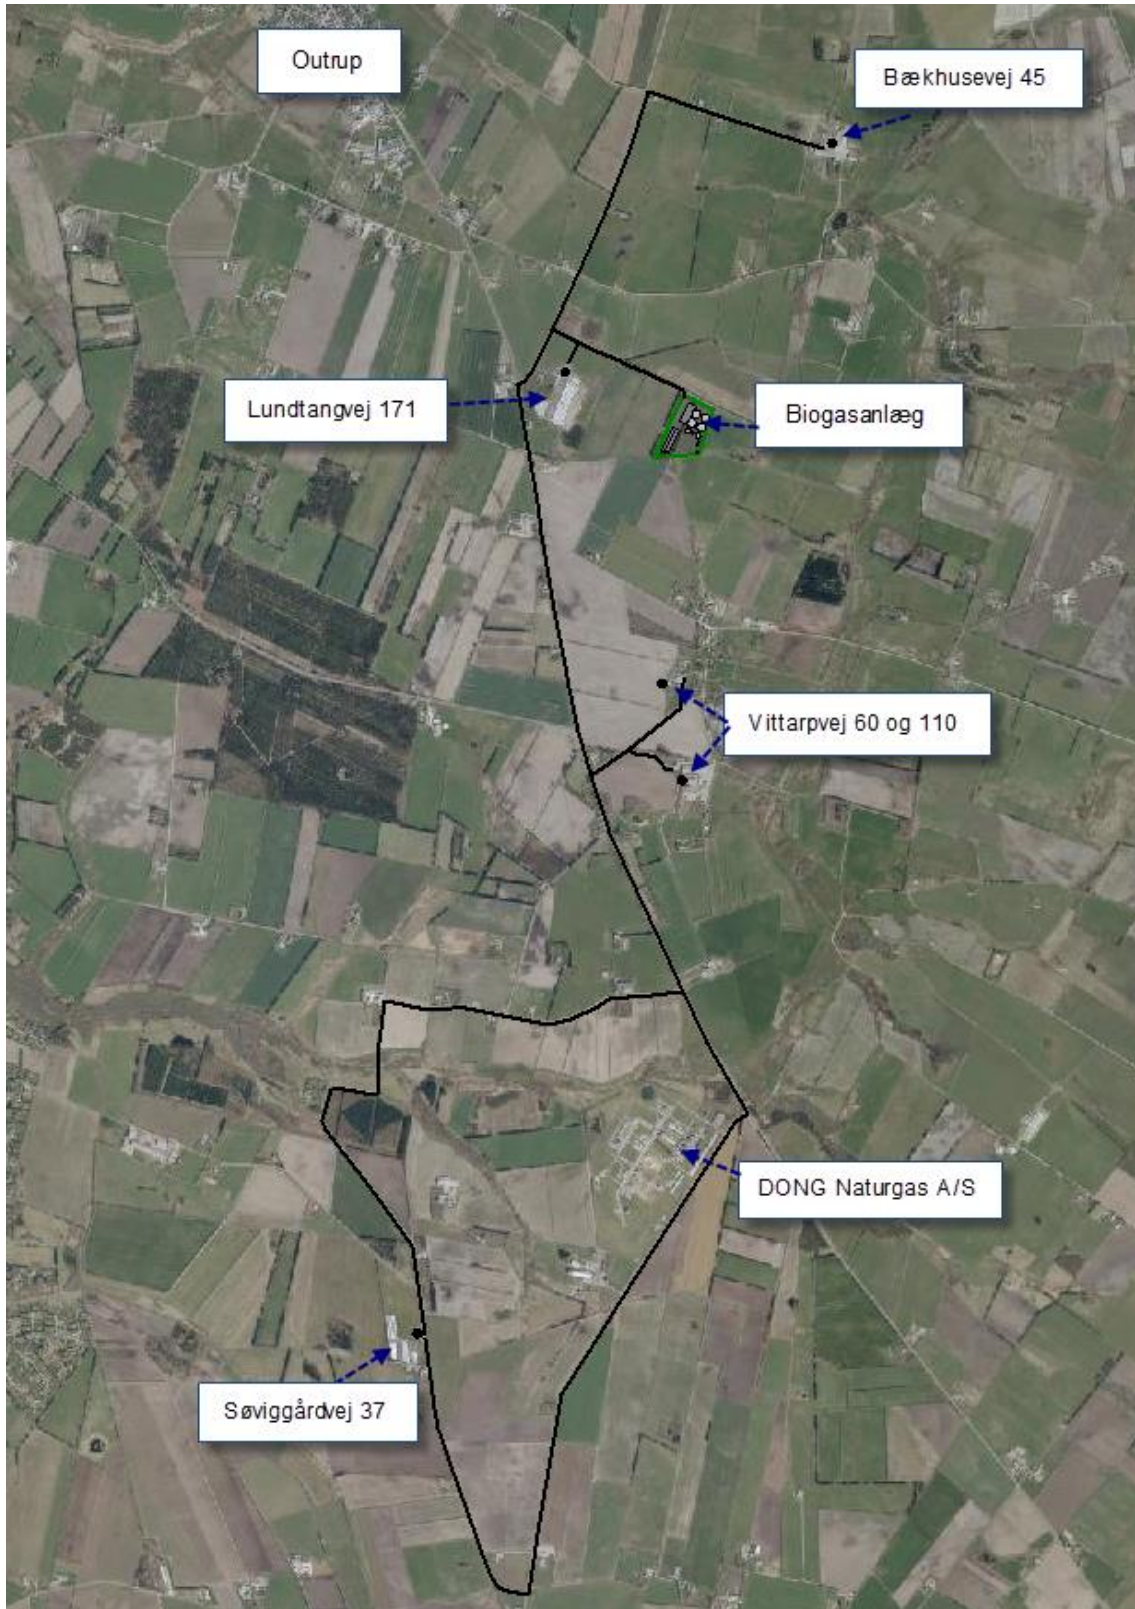 Outrup
Bækhusevej 45
Lundtangvej 171
Biogasanlæg
Vittarpvej 60 og 110
DONG Naturgas A/S
Søviggårdvej 37